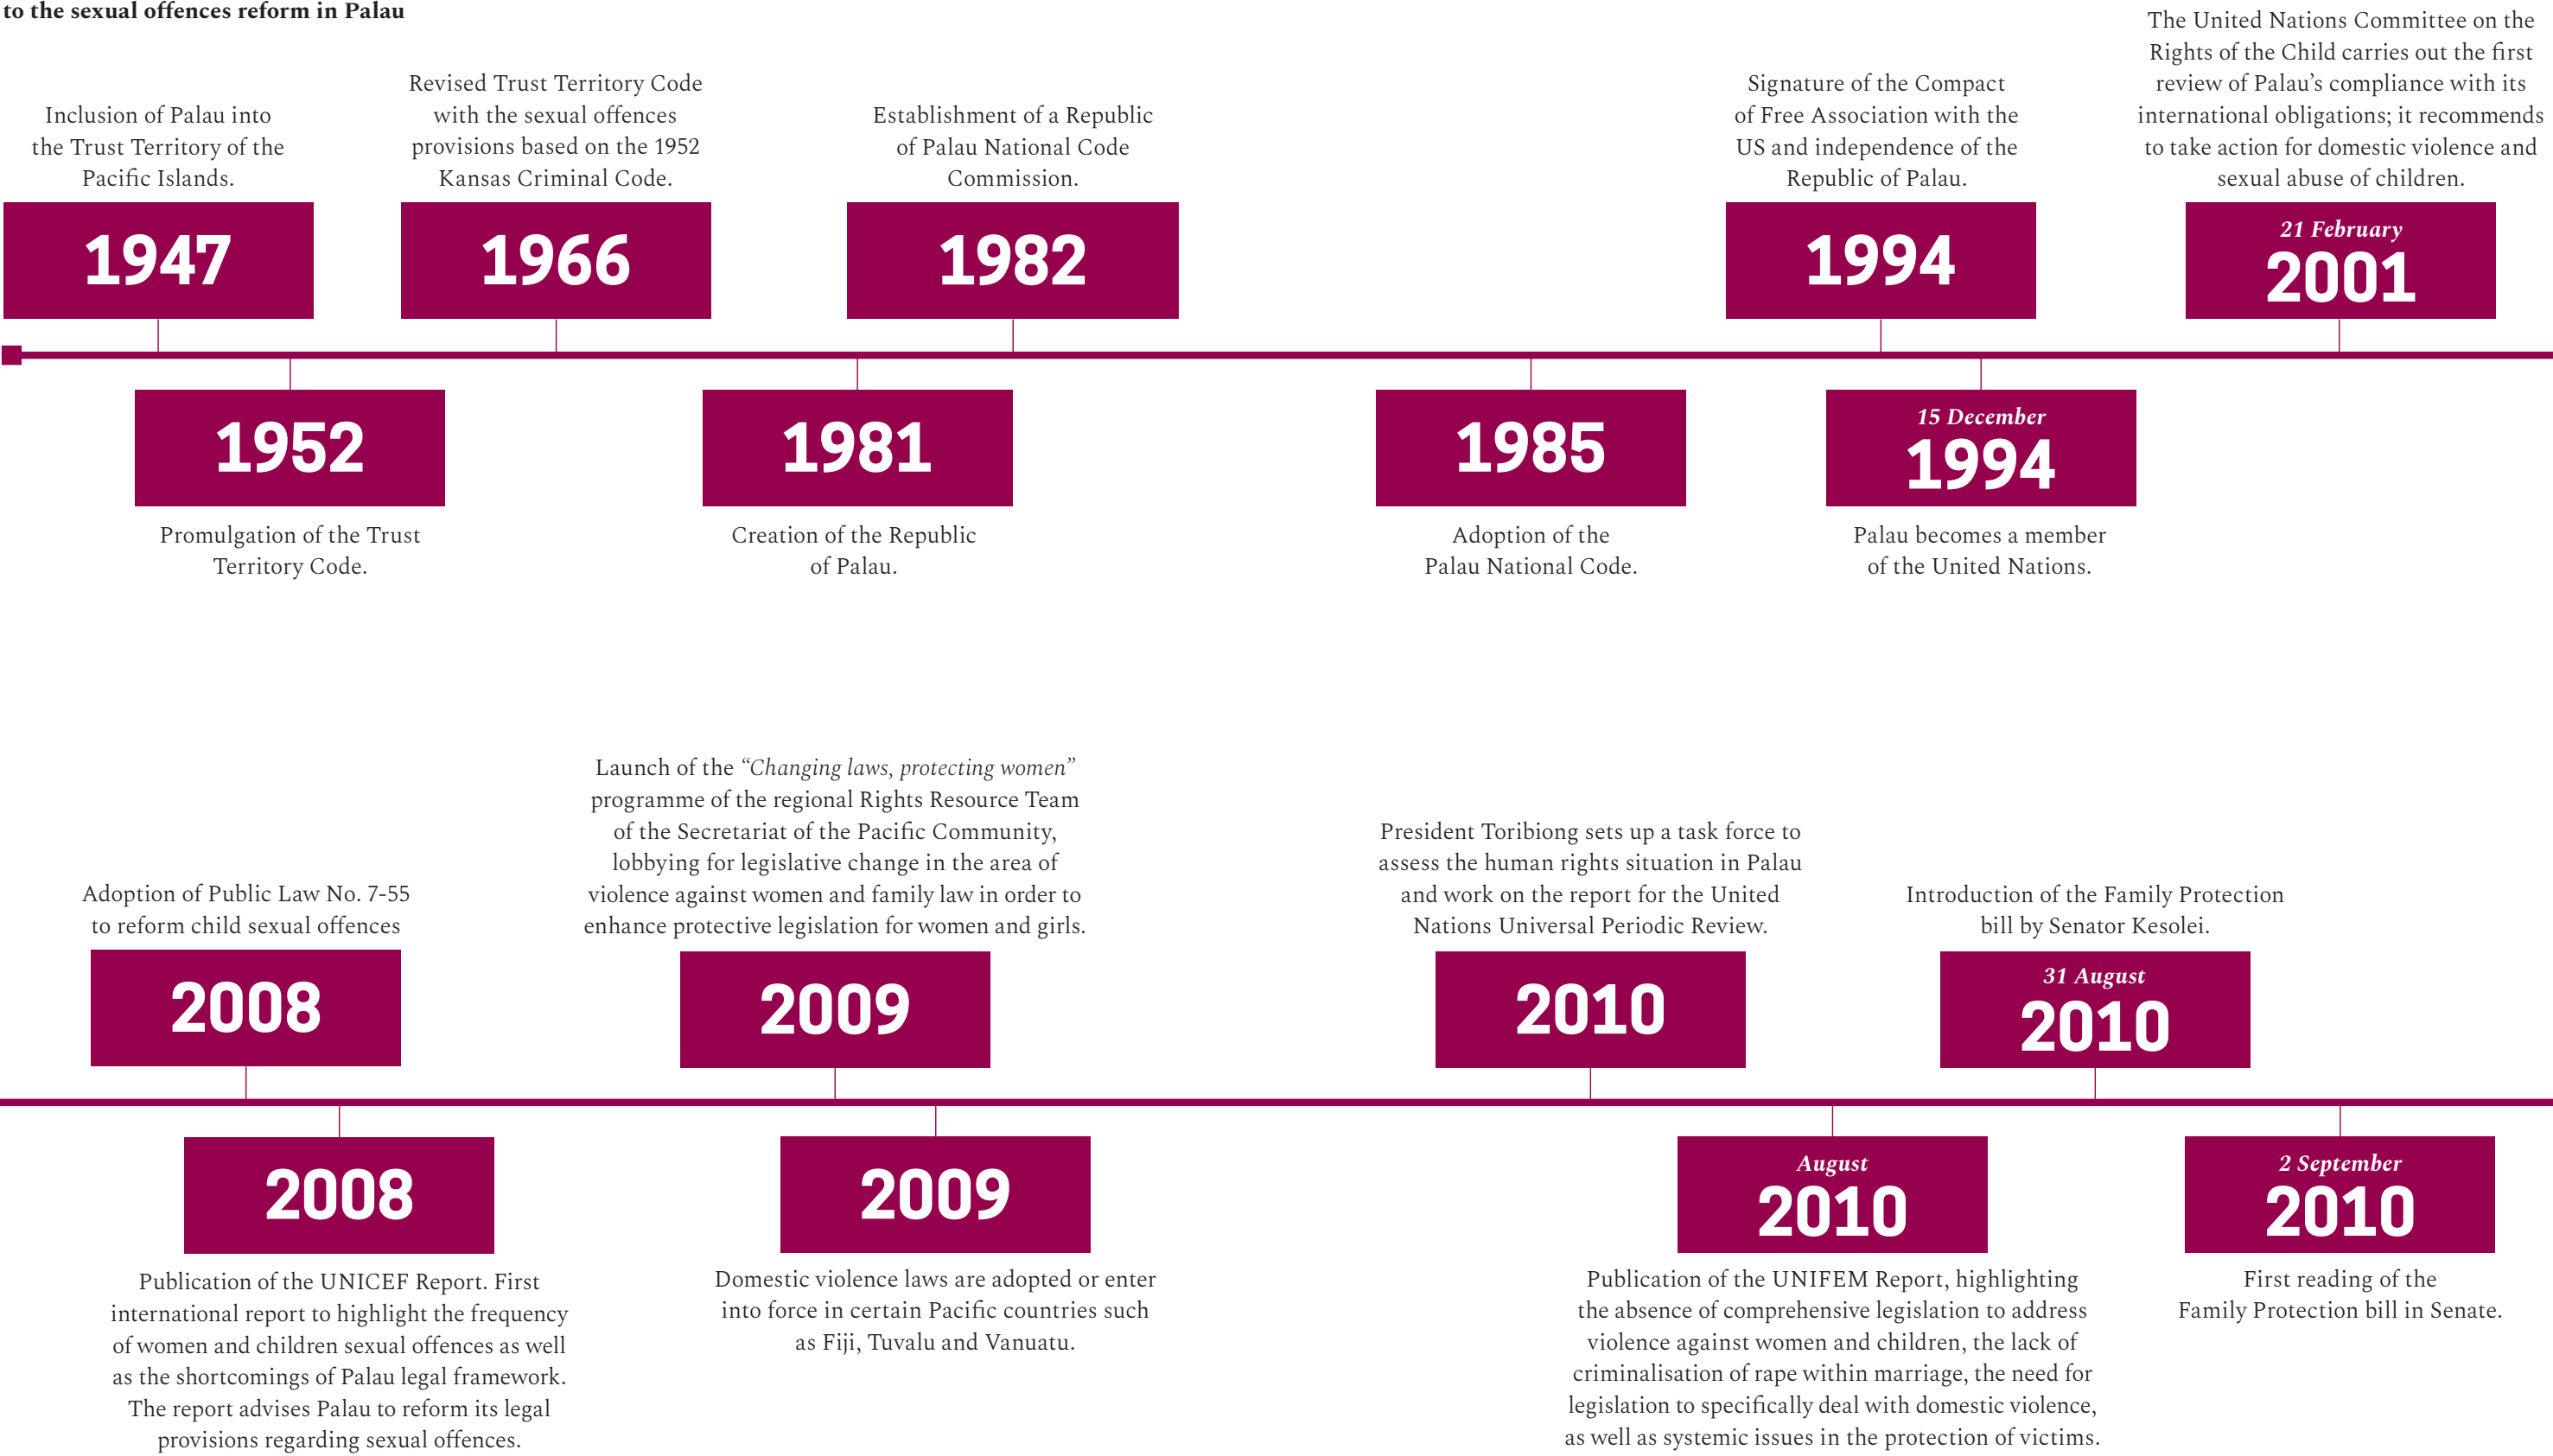 to the sexual offences reform in Palau
Inclusion of Palau into
the Trust Territory of the
Pacific Islands.
1947
Promulgation of the Trust
Territory Code.
1952
Revised Trust Territory Code
with the sexual offences
provisions based on the 1952
Kansas Criminal Code.
1966
1981
Creation of the Republic
of Palau.
Establishment of a Republic
of Palau National Code
Commission.
1982
1985
Adoption of the
Palau National Code.
Signature of the Compact
of Free Association with the
US and independence of the
Republic of Palau.
1994
15 December
1994
Palau becomes a member
of the United Nations.
The United Nations Committee on the
Rights of the Child carries out the first
review of Palau’s compliance with its
international obligations; it recommends
to take action for domestic violence and
sexual abuse of children.
21 February
2001
Adoption of Public Law No. 7-55
to reform child sexual offences
2008
2008
Publication of the UNICEF Report. First
international report to highlight the frequency
of women and children sexual offences as well
as the shortcomings of Palau legal framework.
The report advises Palau to reform its legal
provisions regarding sexual offences.
Launch of the “Changing laws, protecting women”
programme of the regional Rights Resource Team
of the Secretariat of the Pacific Community,
lobbying for legislative change in the area of
violence against women and family law in order to
enhance protective legislation for women and girls.
2009
2009
Domestic violence laws are adopted or enter
into force in certain Pacific countries such
as Fiji, Tuvalu and Vanuatu.
President Toribiong sets up a task force to
assess the human rights situation in Palau
and work on the report for the United
Nations Universal Periodic Review.
2010
August
2010
Publication of the UNIFEM Report, highlighting
the absence of comprehensive legislation to address
violence against women and children, the lack of
criminalisation of rape within marriage, the need for
legislation to specifically deal with domestic violence,
as well as systemic issues in the protection of victims.
Introduction of the Family Protection
bill by Senator Kesolei.
31 August
2010
2 September
2010
First reading of the
Family Protection bill in Senate.